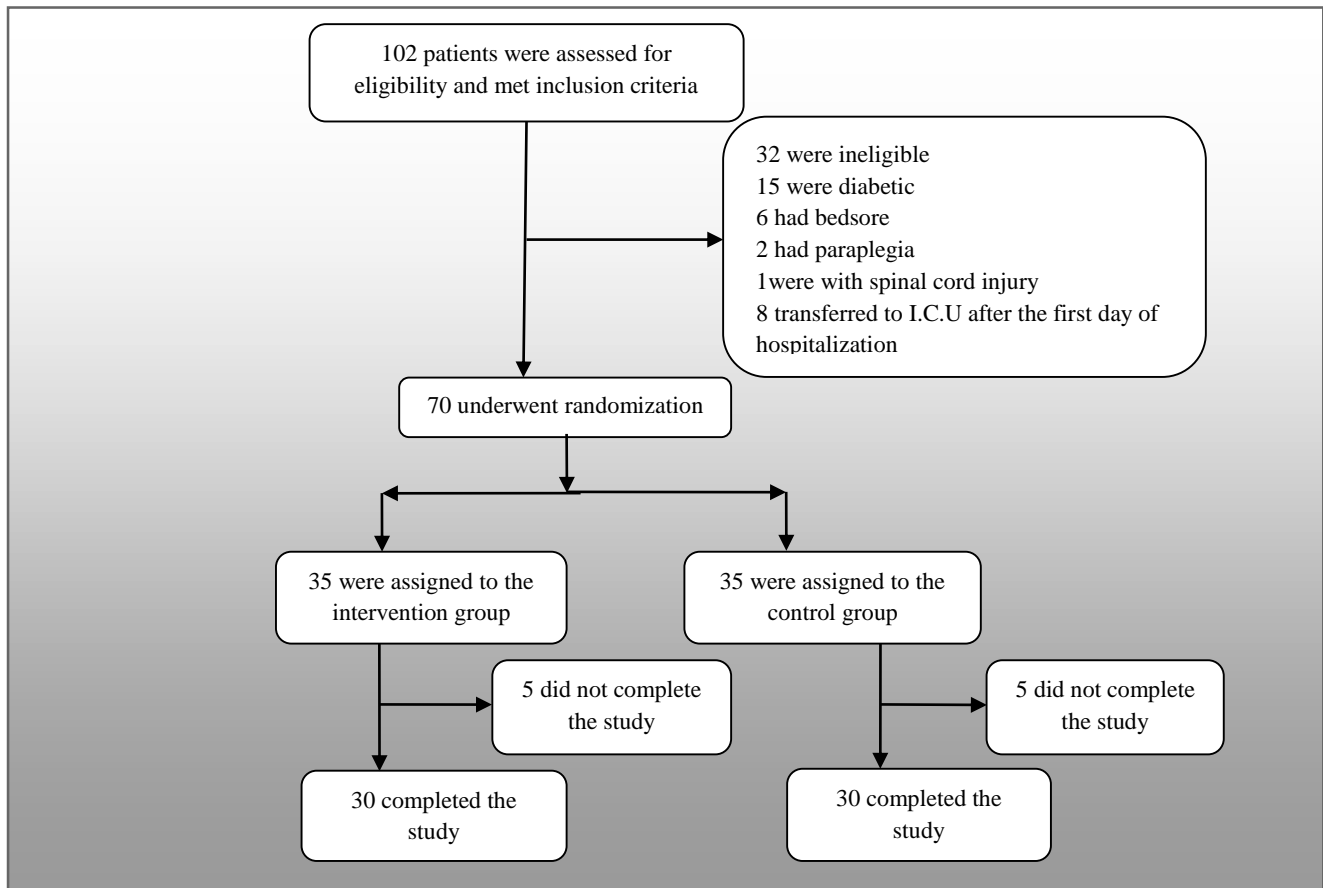 102 patients were assessed for
eligibility and met inclusion criteria
32 were ineligible
15 were diabetic
6 had bedsore
2 had paraplegia
1were with spinal cord injury
8 transferred to I.C.U after the first day of
hospitalization
70 underwent randomization
35 were assigned to the
intervention group
35 were assigned to the
control group
5 did not complete
the study
5 did not complete
the study
30 completed the
study
30 completed the
study